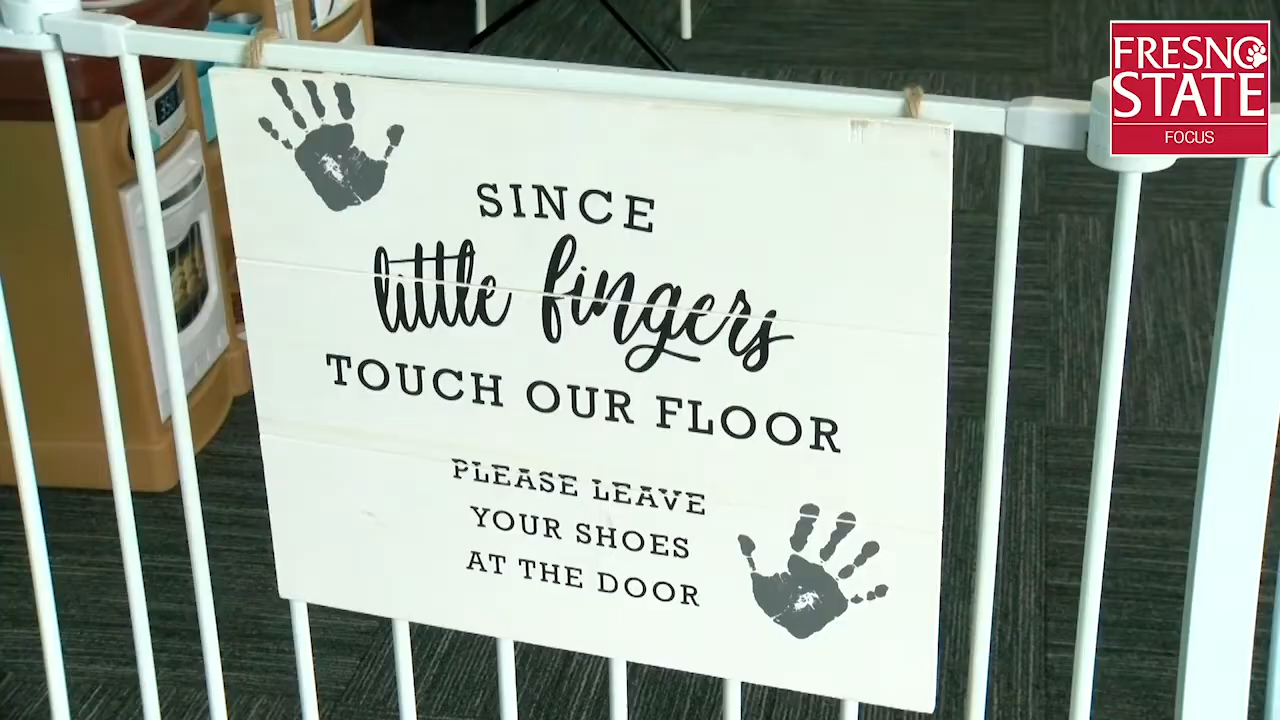 SINCE
little fingers
TOUCH OUR FLOOR
PLEASE LEAVE
YOUR SHOES
AT THE DOOR
FRESNO
STATE
FOCUS